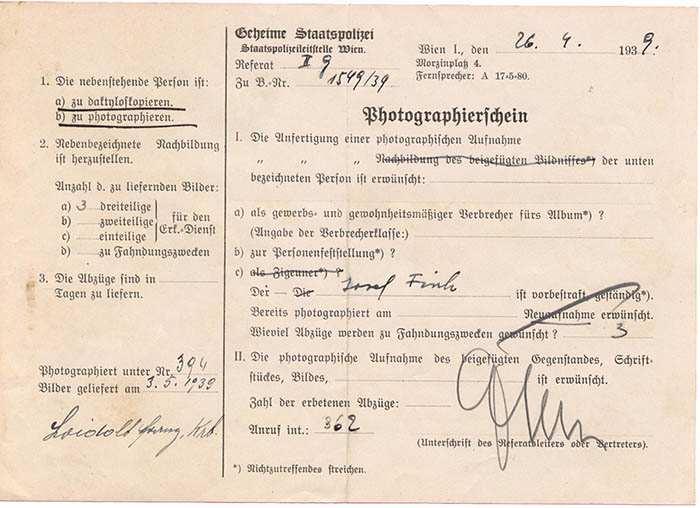 1. Die nebenstehende Person ist:
a) zu daktyloskopieren.
b) zu photographieren.
2. Nebenbezeichnete Nachbildung
ist herzustellen.
Anzahl d. zu liefernden Bilder:
a) 3 dreiteilige
b) zweiteilige
c) einteilige
für den
Erk.-Dienst
d) zu Fahndungszwecken
3. Die Abzüge sind in
Tagen zu liefern.
Photographiert unter Nr. 394
Bilder geliefert am 3.5.1939
Loidolt Krb.
Geheime Staatspolizei
Staatspolizeileitstelle Wien.
Referat II g
Zu B.-Nr. 1549/39
Wien I., den 26. 4. 1939.
Morzinplatz 4.
Fernsprecher: A 17-5-80.
Photographierschein
I. Die Anfertigung einer photographischen Aufnahme
„ „ „ Nachbildung des beigefügten Bildnisses*) der unten
bezeichneten Person ist erwünscht:
a) als gewerbs- und gewohnheitsmäßiger Verbrecher fürs Album*) ?
(Angabe der Verbrecherklasse:)
b) zur Personenfeststellung*) ?
c) als Zigeuner*) ?
Der - Die Josef Fink ist vorbestraft, geständig*).
Bereits photographiert am Neuaufnahme erwünscht.
Wieviel Abzüge werden zu Fahndungszwecken gewünscht ? 3
II. Die photographische Aufnahme des beigefügten Gegenstandes, Schrift-
stückes, Bildes, ist erwünscht.
Zahl der erbetenen Abzüge:
Anruf int.: 362
(Unterschrift des Referatsleiters oder Vertreters).
*) Nichtzutreffendes streichen.